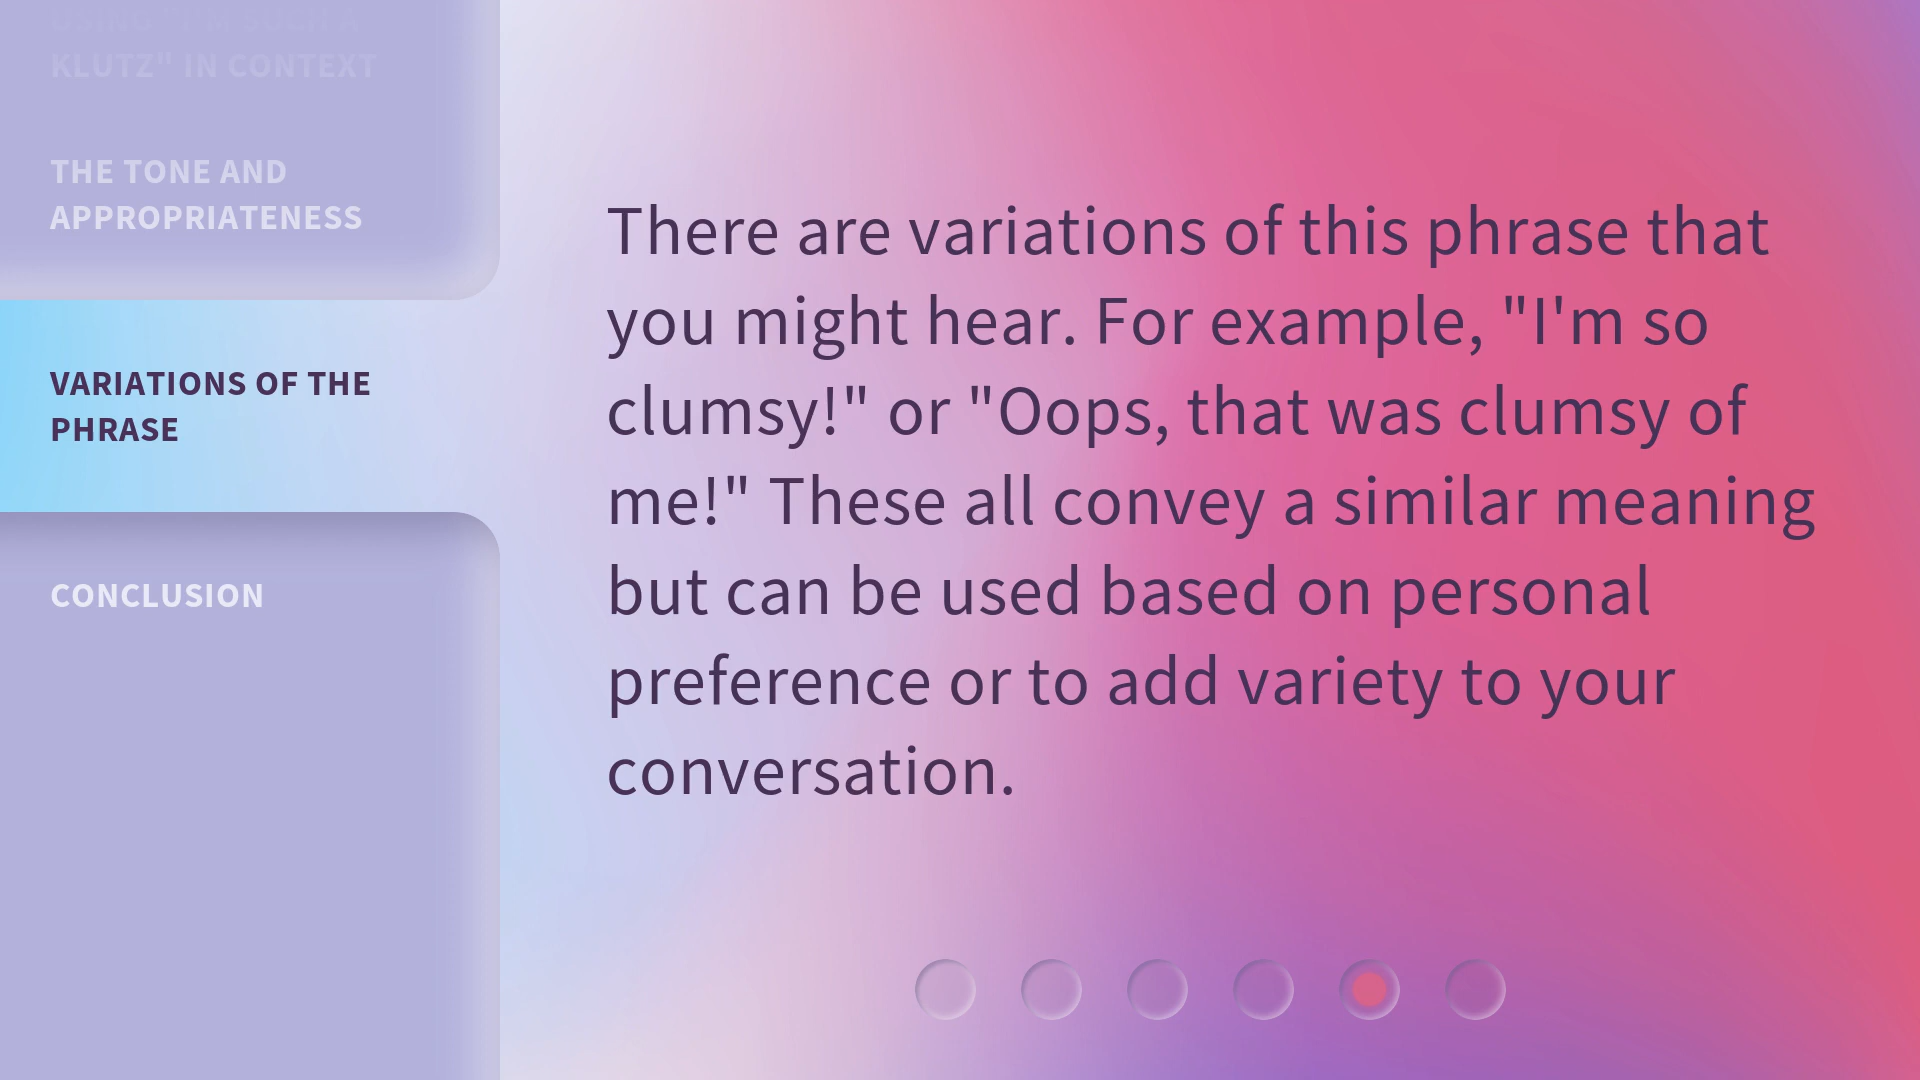 USING "I'M SUCH A
KLUTZ" IN CONTEXT
THE TONE AND
APPROPRIATENESS
VARIATIONS OF THE
PHRASE
CONCLUSION
There are variations of this phrase that
you might hear. For example, "I'm so
clumsy!" or "Oops, that was clumsy of
me!" These all convey a similar meaning
but can be used based on personal
preference or to add variety to your
conversation.